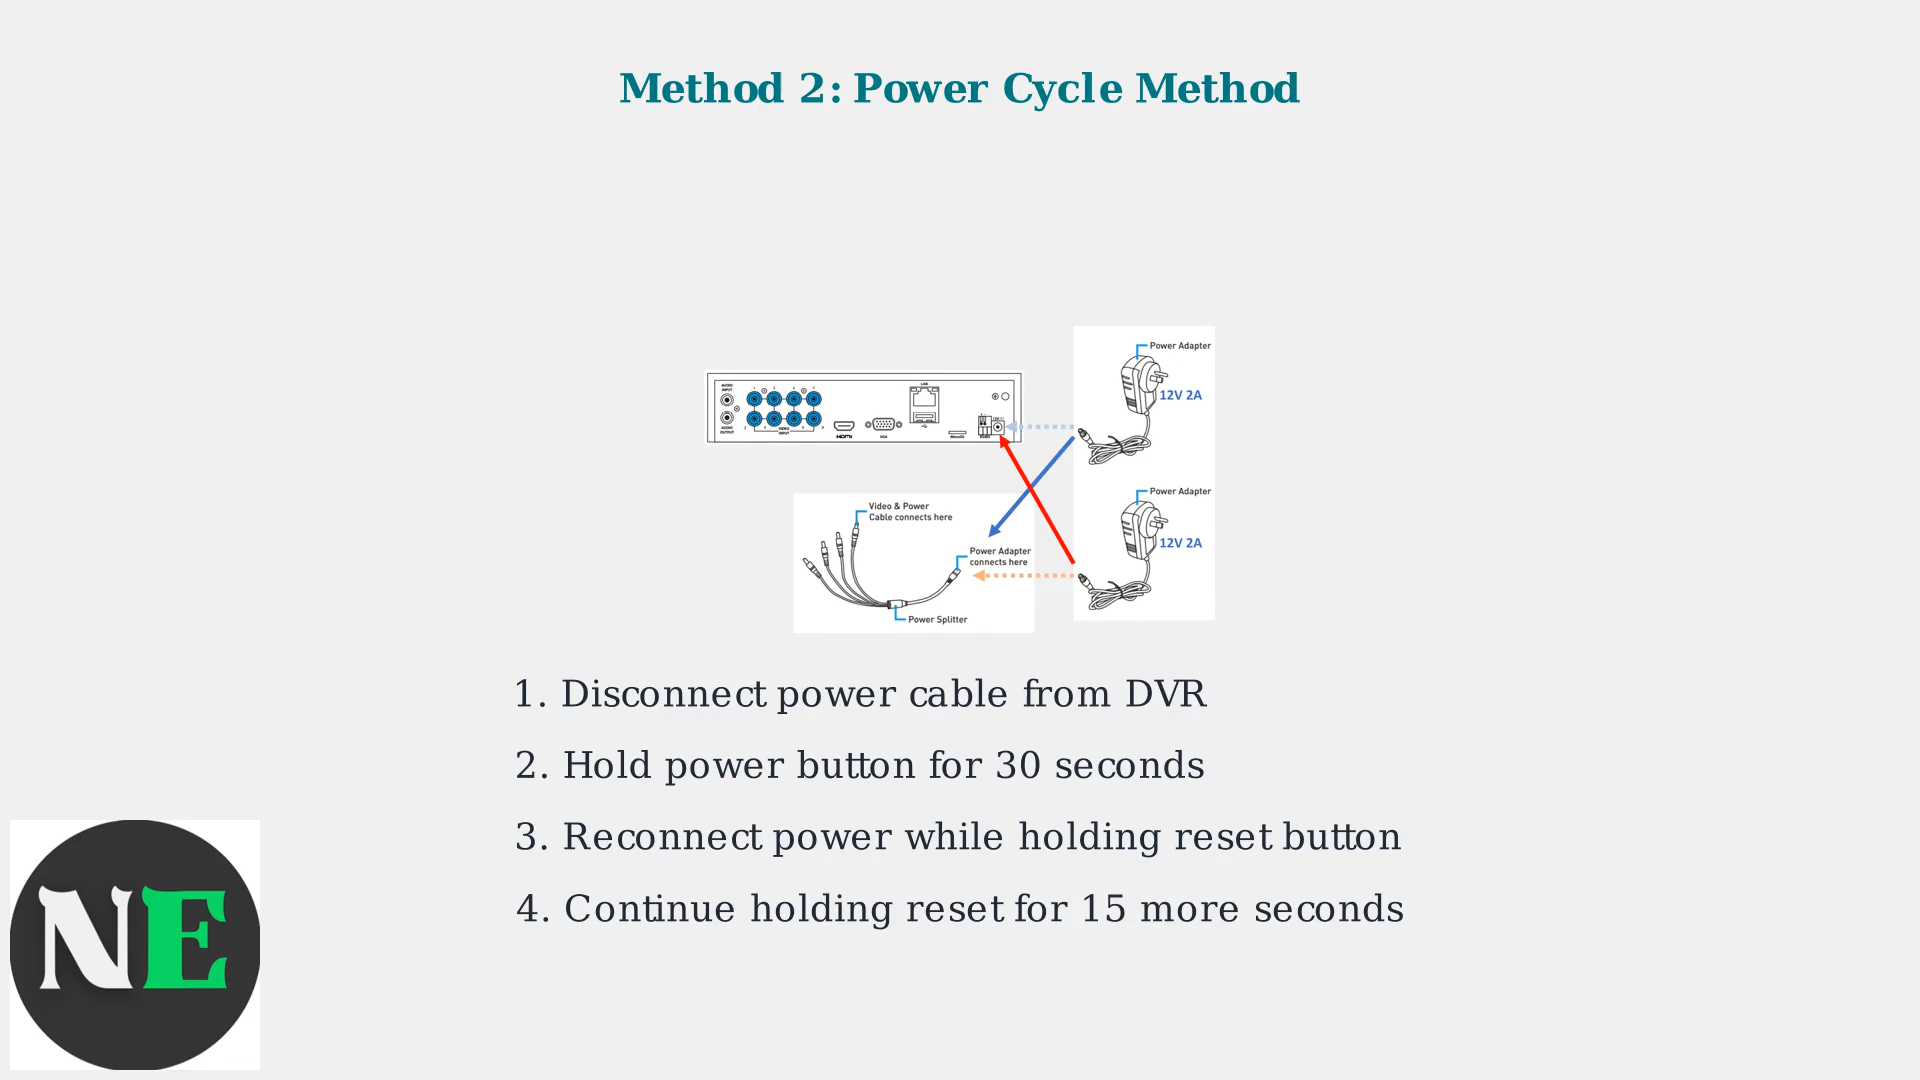 Method 2: Power Cycle Method
Power Adapter
12V 2A
AUDIO
INPUT
AUDIO
OUTPUT
VIDEO
INPUT
HDMI
VGA
LAN
MicroSD
RS485
Power Adapter
12V 2A
Video & Power
Cable connects here
Power Adapter
connects here
Power Splitter
1. Disconnect power cable from DVR
2. Hold power button for 30 seconds
3. Reconnect power while holding reset button
4. Continue holding reset for 15 more seconds
NE